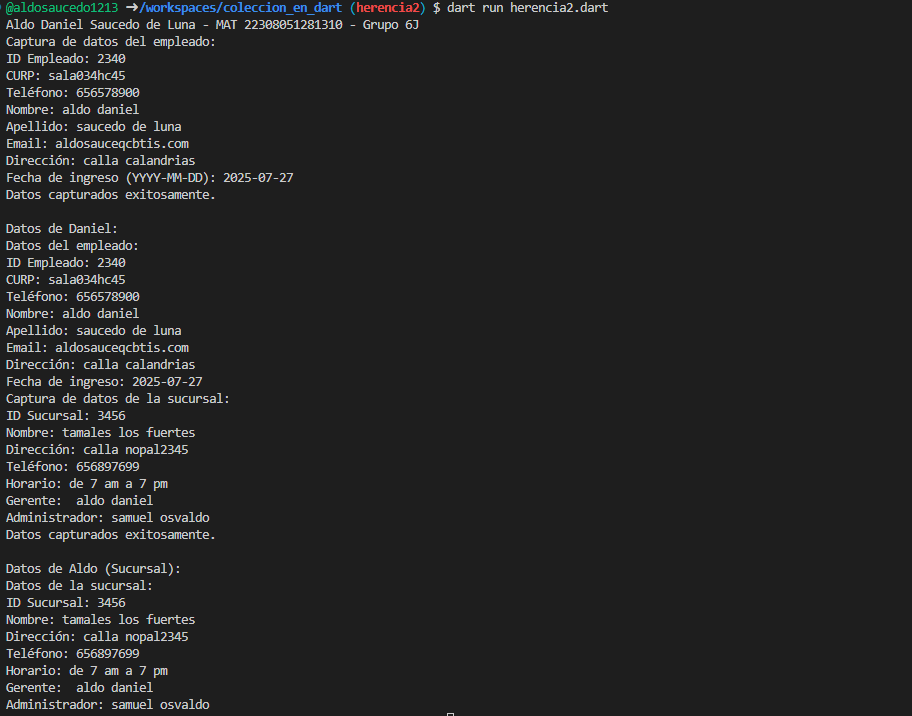 @aldosaucedo1213 ➜/workspaces/coleccion_en_dart (herencia2) $ dart run herencia2.dart
Aldo Daniel Saucedo de Luna - MAT 22308051281310 - Grupo 6J
Captura de datos del empleado:
ID Empleado: 2340
CURP: sala034hc45
Teléfono: 656578900
Nombre: aldo daniel
Apellido: saucedo de luna
Email: aldosauceqcbtis.com
Dirección: calla calandrias
Fecha de ingreso (YYYY-MM-DD): 2025-07-27
Datos capturados exitosamente.

Datos de Daniel:
Datos del empleado:
ID Empleado: 2340
CURP: sala034hc45
Teléfono: 656578900
Nombre: aldo daniel
Apellido: saucedo de luna
Email: aldosauceqcbtis.com
Dirección: calla calandrias
Fecha de ingreso: 2025-07-27
Captura de datos de la sucursal:
ID Sucursal: 3456
Nombre: tamales los fuertes
Dirección: calla nopal2345
Teléfono: 656897699
Horario: de 7 am a 7 pm
Gerente:  aldo daniel
Administrador: samuel osvaldo
Datos capturados exitosamente.

Datos de Aldo (Sucursal):
Datos de la sucursal:
ID Sucursal: 3456
Nombre: tamales los fuertes
Dirección: calla nopal2345
Teléfono: 656897699
Horario: de 7 am a 7 pm
Gerente:  aldo daniel
Administrador: samuel osvaldo